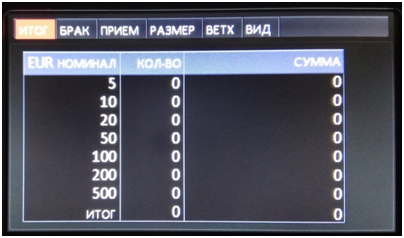 ИТОГ БРАК ПРИЕМ РАЗМЕР ВЕТХ ВИД
EUR НОМИНАЛ КОЛ-ВО СУММА
5 0 0
10 0 0
20 0 0
50 0 0
100 0 0
200 0 0
500 0 0
ИТОГ 0 0